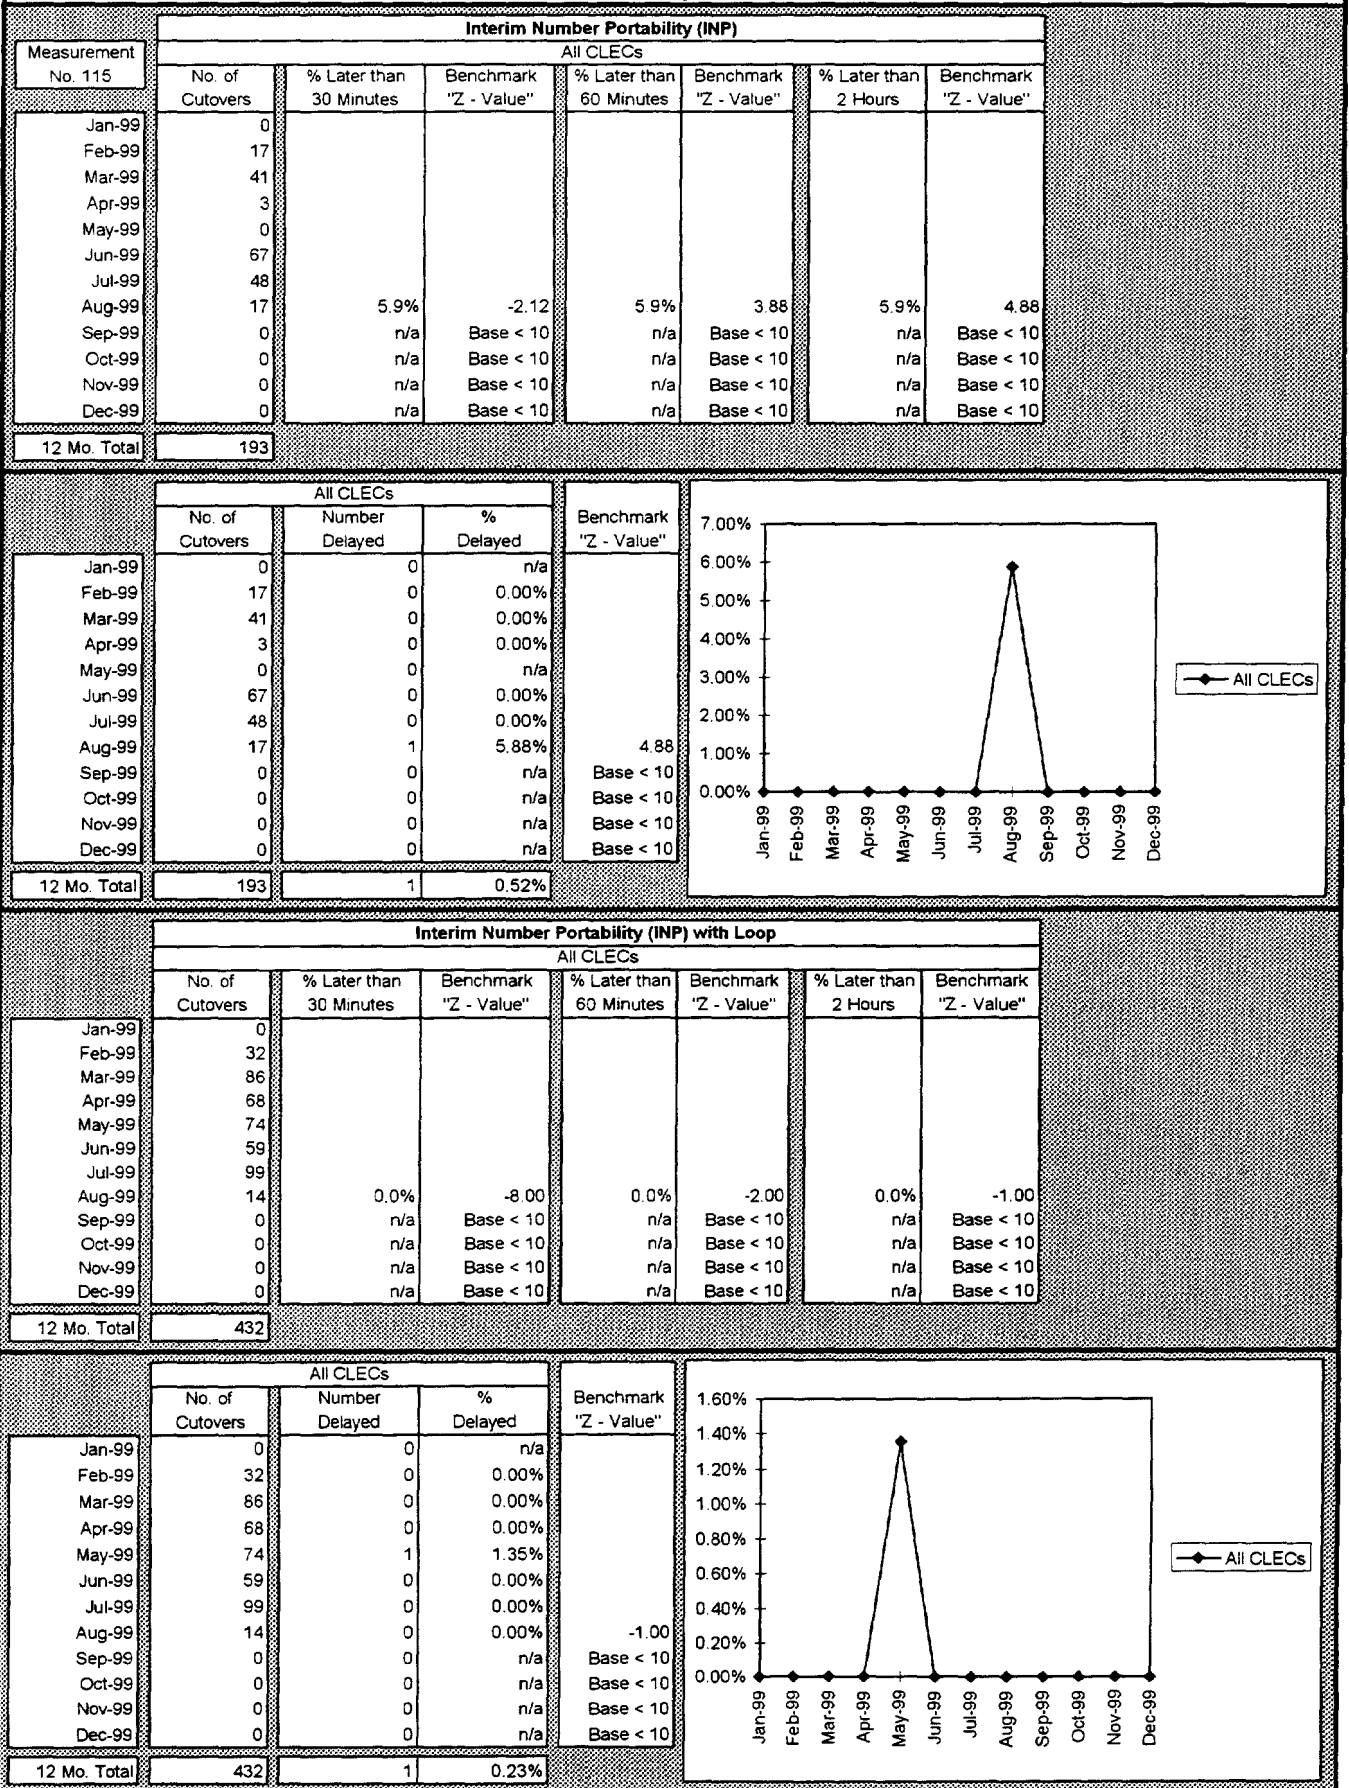 Interim Number Portability (INP)
Measurement No. 115
All CLECs
No. of Cutovers % Later than 30 Minutes Benchmark "Z - Value" % Later than 60 Minutes Benchmark "Z - Value" % Later than 2 Hours Benchmark "Z - Value"
Jan-99 0
Feb-99 17
Mar-99 41
Apr-99 3
May-99 0
Jun-99 67
Jul-99 48
Aug-99 17 5.9% -2.12 5.9% 3.88 5.9% 4.88
Sep-99 0 n/a Base < 10 n/a Base < 10 n/a Base < 10
Oct-99 0 n/a Base < 10 n/a Base < 10 n/a Base < 10
Nov-99 0 n/a Base < 10 n/a Base < 10 n/a Base < 10
Dec-99 0 n/a Base < 10 n/a Base < 10 n/a Base < 10
12 Mo. Total 193
All CLECs
No. of Cutovers Number Delayed % Delayed Benchmark "Z - Value"
Jan-99 0 0 n/a
Feb-99 17 0 0.00%
Mar-99 41 0 0.00%
Apr-99 3 0 0.00%
May-99 0 0 n/a
Jun-99 67 0 0.00%
Jul-99 48 0 0.00%
Aug-99 17 1 5.88% 4.88
Sep-99 0 0 n/a Base < 10
Oct-99 0 0 n/a Base < 10
Nov-99 0 0 n/a Base < 10
Dec-99 0 0 n/a Base < 10
12 Mo. Total 193 1 0.52%
7.00%
6.00%
5.00%
4.00%
3.00%
2.00%
1.00%
0.00%
Jan-99 Feb-99 Mar-99 Apr-99 May-99 Jun-99 Jul-99 Aug-99 Sep-99 Oct-99 Nov-99 Dec-99
All CLECs
Interim Number Portability (INP) with Loop
All CLECs
No. of Cutovers % Later than 30 Minutes Benchmark "Z - Value" % Later than 60 Minutes Benchmark "Z - Value" % Later than 2 Hours Benchmark "Z - Value"
Jan-99 0
Feb-99 32
Mar-99 86
Apr-99 68
May-99 74
Jun-99 59
Jul-99 99
Aug-99 14 0.0% -8.00 0.0% -2.00 0.0% -1.00
Sep-99 0 n/a Base < 10 n/a Base < 10 n/a Base < 10
Oct-99 0 n/a Base < 10 n/a Base < 10 n/a Base < 10
Nov-99 0 n/a Base < 10 n/a Base < 10 n/a Base < 10
Dec-99 0 n/a Base < 10 n/a Base < 10 n/a Base < 10
12 Mo. Total 432
All CLECs
No. of Cutovers Number Delayed % Delayed Benchmark "Z - Value"
Jan-99 0 0 n/a
Feb-99 32 0 0.00%
Mar-99 86 0 0.00%
Apr-99 68 0 0.00%
May-99 74 1 1.35%
Jun-99 59 0 0.00%
Jul-99 99 0 0.00%
Aug-99 14 0 0.00% -1.00
Sep-99 0 0 n/a Base < 10
Oct-99 0 0 n/a Base < 10
Nov-99 0 0 n/a Base < 10
Dec-99 0 0 n/a Base < 10
12 Mo. Total 432 1 0.23%
1.60%
1.40%
1.20%
1.00%
0.80%
0.60%
0.40%
0.20%
0.00%
Jan-99 Feb-99 Mar-99 Apr-99 May-99 Jun-99 Jul-99 Aug-99 Sep-99 Oct-99 Nov-99 Dec-99
All CLECs